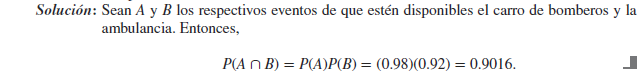 Solución: Sean A y B los respectivos eventos de que estén disponibles el carro de bomberos y la
ambulancia. Entonces,
P(A ∩ B) = P(A)P(B) = (0.98)(0.92) = 0.9016.